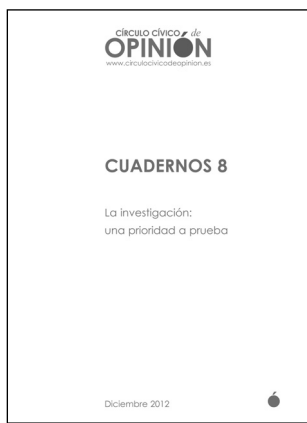 CÍRCULO CÍVICO de
OPINIÓN
www.circulocivicodeopinion.es
CUADERNOS 8
La investigación:
una prioridad a prueba
Diciembre 2012